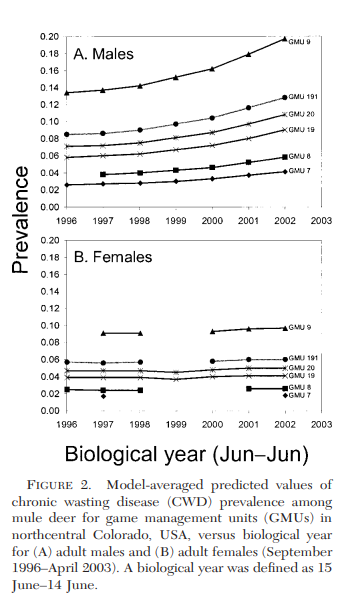 0.20
A. Males
GMU 9
0.18
0.16
0.14
0.12
GMU 191
GMU 20
0.10
GMU 19
0.08
0.06
GMU 8
0.04
GMU 7
0.02
0.00
1996 1997 1998 1999 2000 2001 2002 2003
Prevalence
0.20
B. Females
0.18
0.16
0.14
0.12
0.10
GMU 9
0.08
0.06
GMU 191
GMU 20
0.04
GMU 19
GMU 8
0.02
GMU 7
0.00
1996 1997 1998 1999 2000 2001 2002 2003
Biological year (Jun–Jun)
FIGURE 2. Model-averaged predicted values of
chronic wasting disease (CWD) prevalence among
mule deer for game management units (GMUs) in
northcentral Colorado, USA, versus biological year
for (A) adult males and (B) adult females (September
1996–April 2003). A biological year was defined as 15
June–14 June.